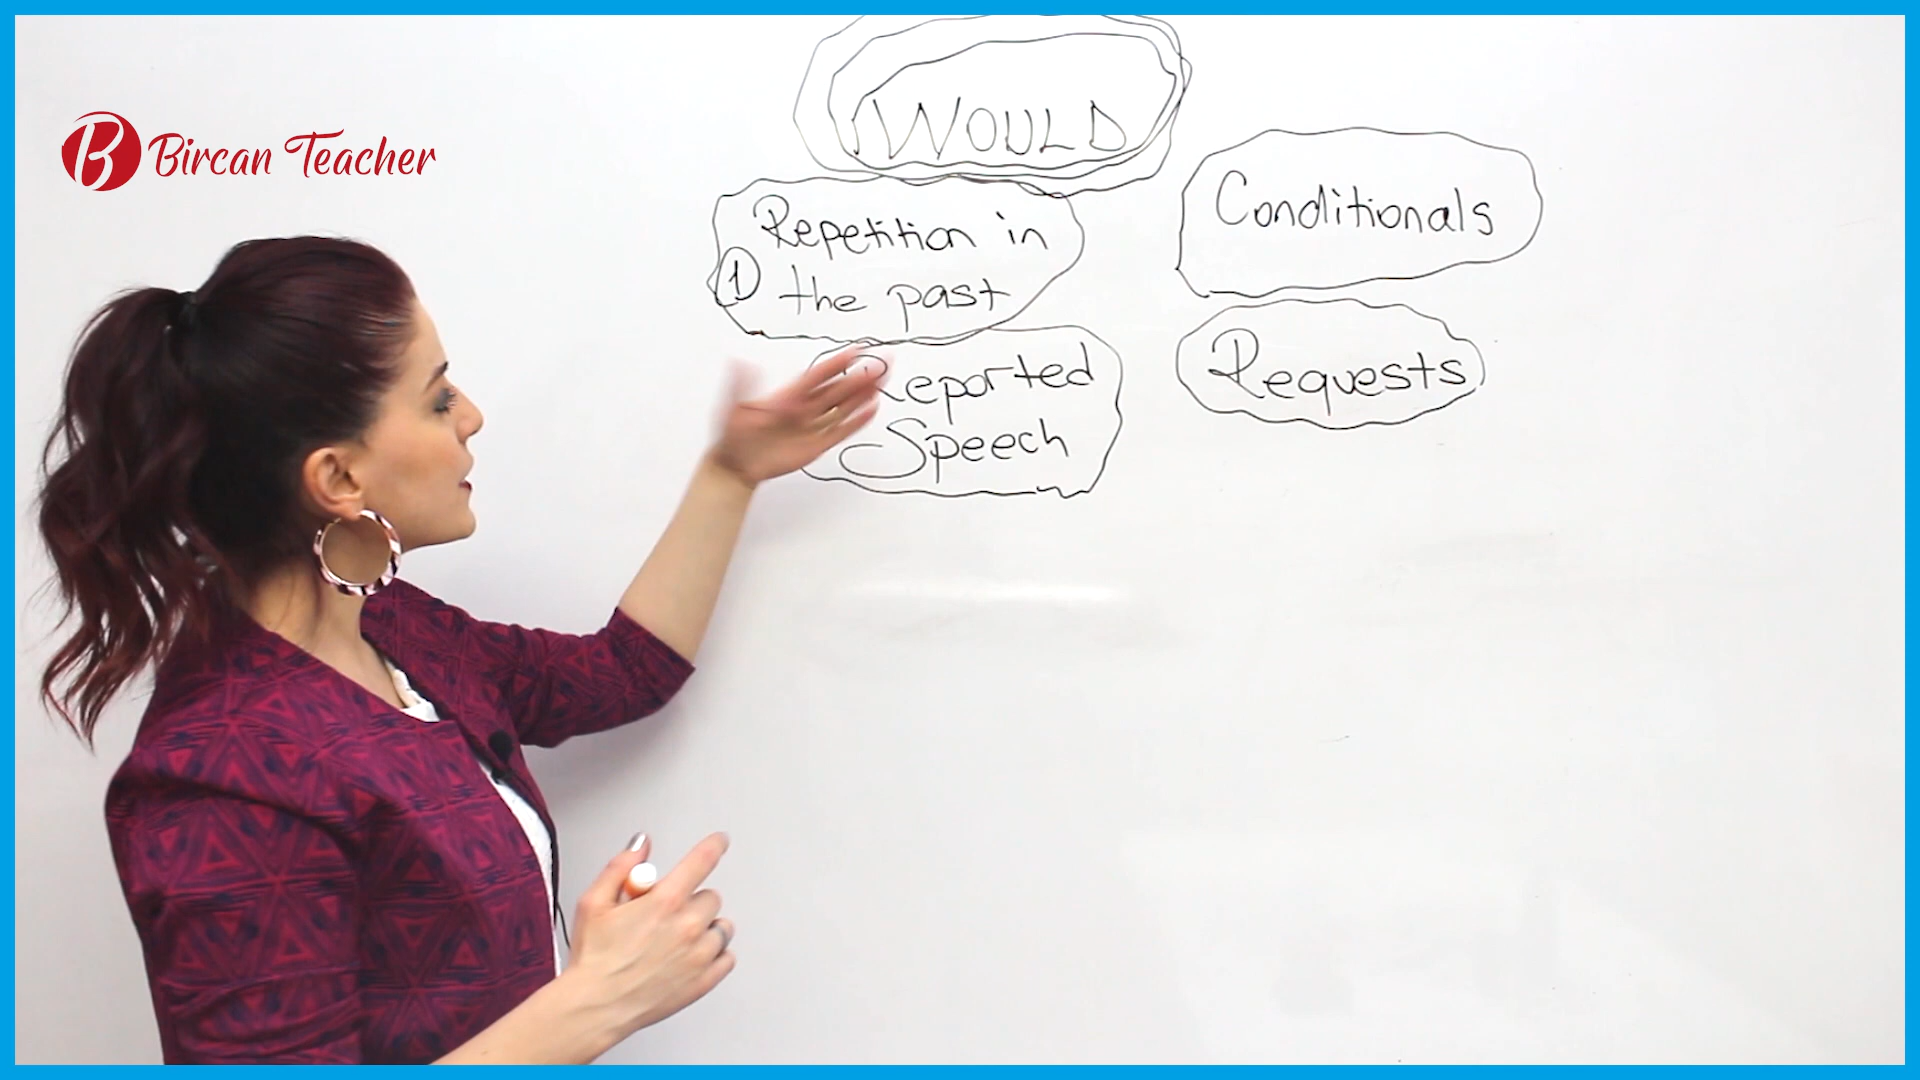 B Bircan Teacher
WOULD
Repetition in
① the past
Reported
Speech
Conditionals
Requests